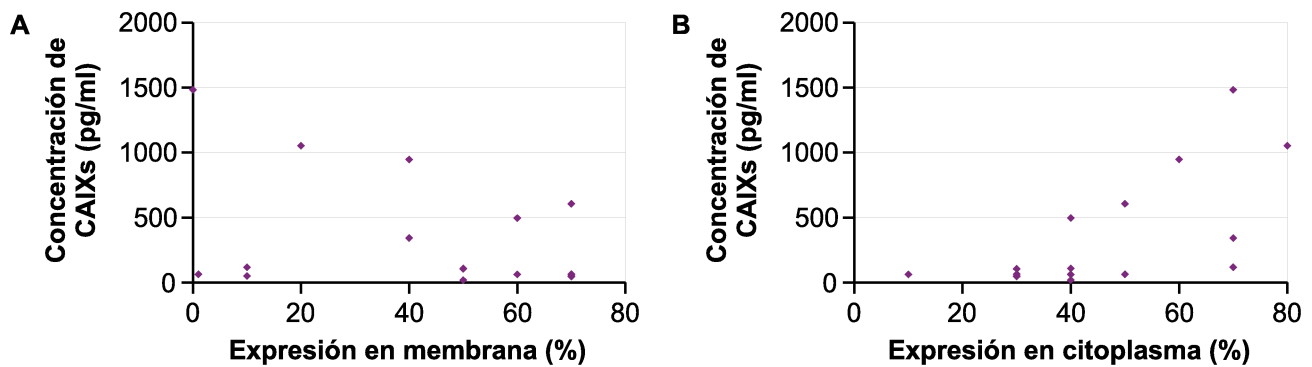 A
Concentración de
CAIXs (pg/ml)
2000
1500
1000
500
0
0 20 40 60 80
Expresión en membrana (%)
B
Concentración de
CAIXs (pg/ml)
2000
1500
1000
500
0
0 20 40 60 80
Expresión en citoplasma (%)